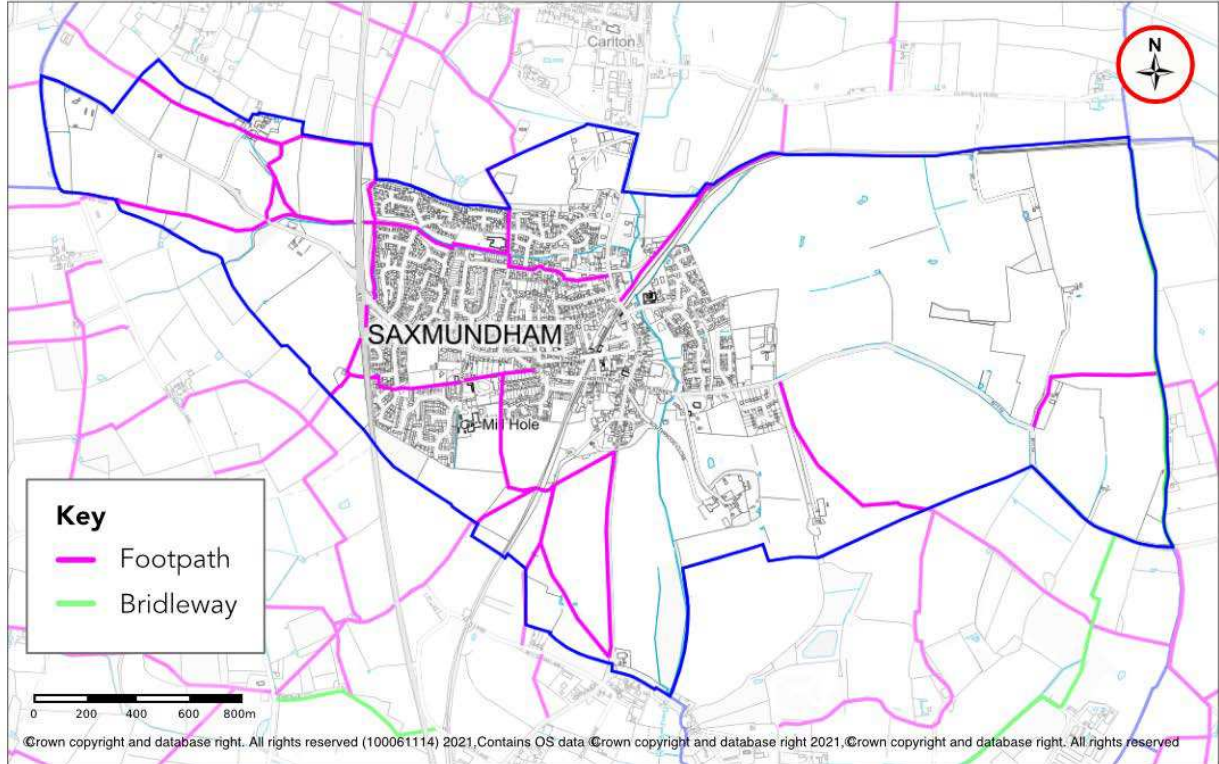 Carlton
N
SAXMUNDHAM
Mill Hole
Key
Footpath
Bridleway
0 200 400 600 800m
©rown copyright and database right. All rights reserved (100061114) 2021,Contains OS data ©rown copyright and database right 2021,©rown copyright and database right. All rights reserved